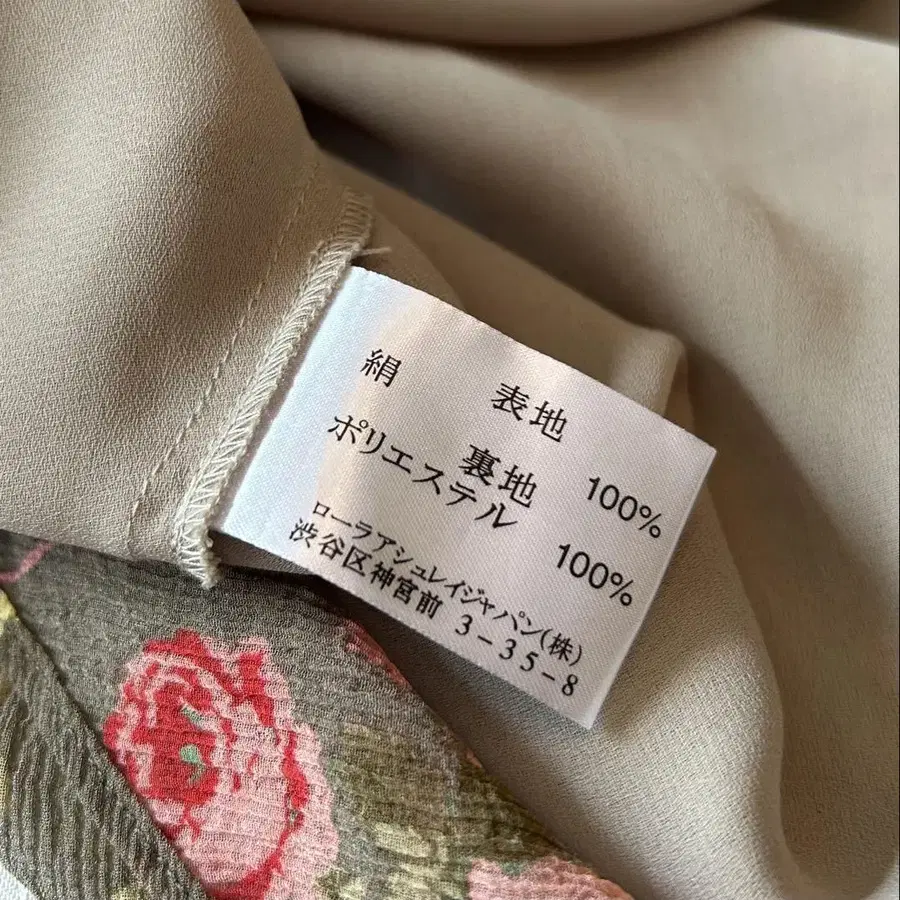 表地
絹 100%
裏地
ポリエステル 100%
ローラアシュレイジャパン(株)
渋谷区神宮前 3-35-8